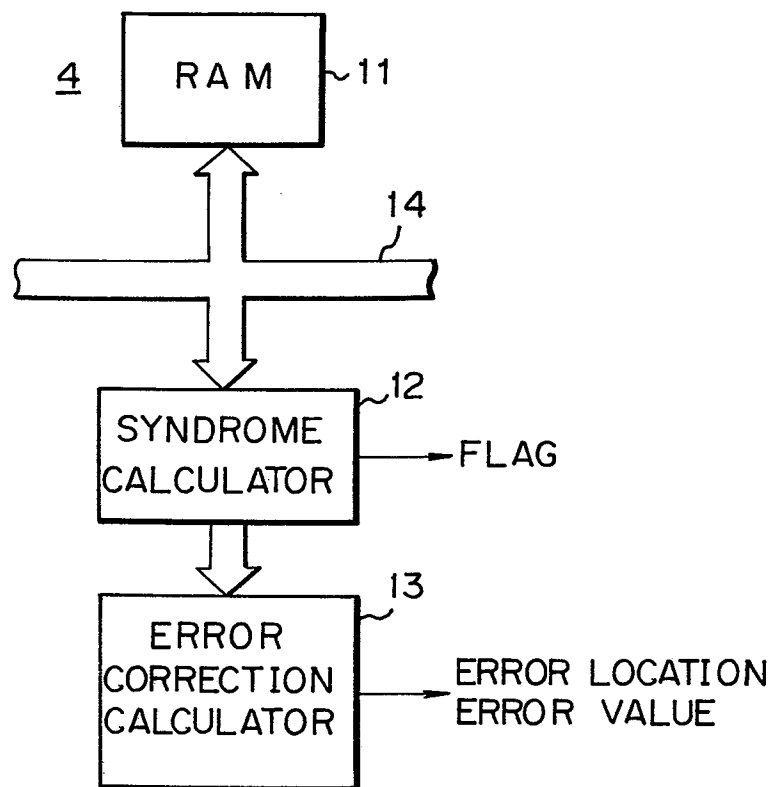 4
RAM
11
14
12
SYNDROME
CALCULATOR
FLAG
13
ERROR
CORRECTION
CALCULATOR
ERROR LOCATION
ERROR VALUE